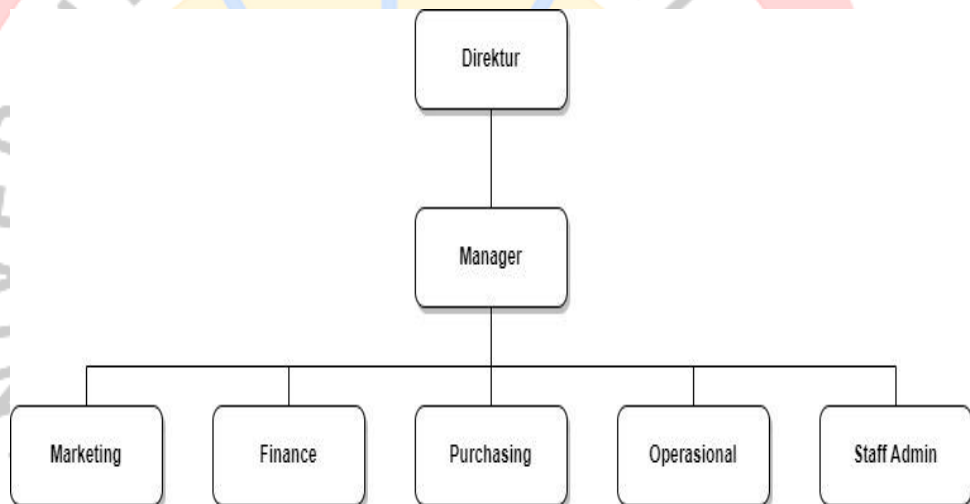 Direktur
Manager
Marketing
Finance
Purchasing
Operasional
Staff Admin